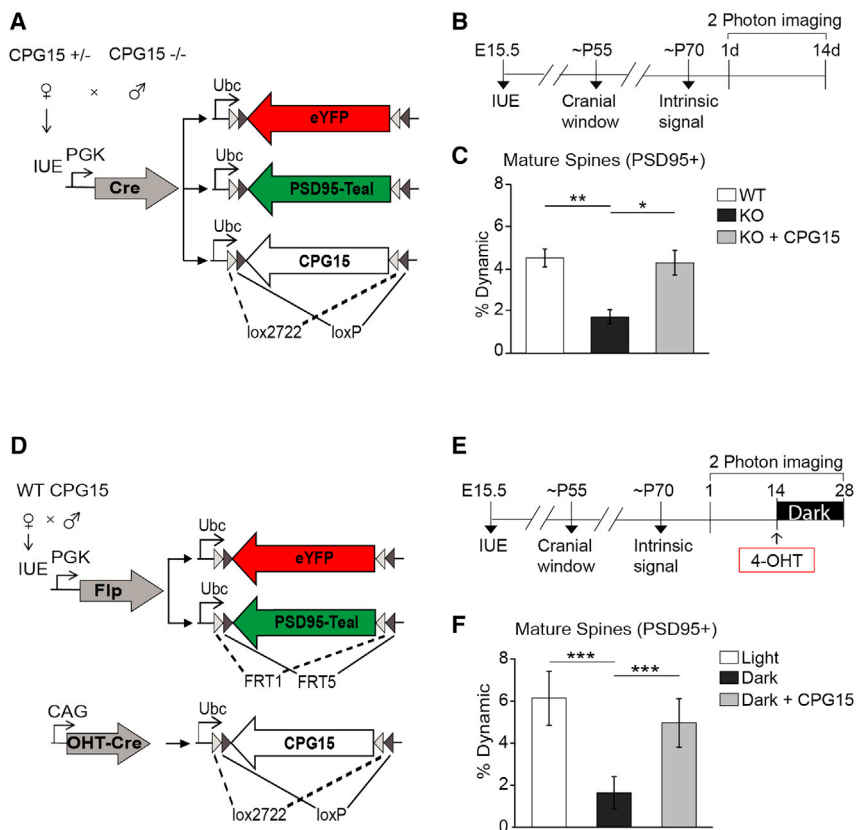 A
CPG15 +/- CPG15 -/-
♀ × ♂
IUE PGK
Cre
Ubc
eYFP
Ubc
PSD95-Teal
Ubc
CPG15
lox2722 loxP
B
2 Photon imaging
E15.5 ~P55 ~P70 1d 14d
IUE Cranial window Intrinsic signal
C
Mature Spines (PSD95+)
% Dynamic
8
6
4
2
0
** *
WT
KO
KO + CPG15
D
WT CPG15
♀ × ♂
IUE PGK
Flp
Ubc
eYFP
Ubc
PSD95-Teal
FRT1 FRT5
CAG
OHT-Cre
Ubc
CPG15
lox2722 loxP
E
2 Photon imaging
E15.5 ~P55 ~P70 1 14 28
Dark
IUE Cranial window Intrinsic signal
4-OHT
F
Mature Spines (PSD95+)
% Dynamic
8
6
4
2
0
*** ***
Light
Dark
Dark + CPG15